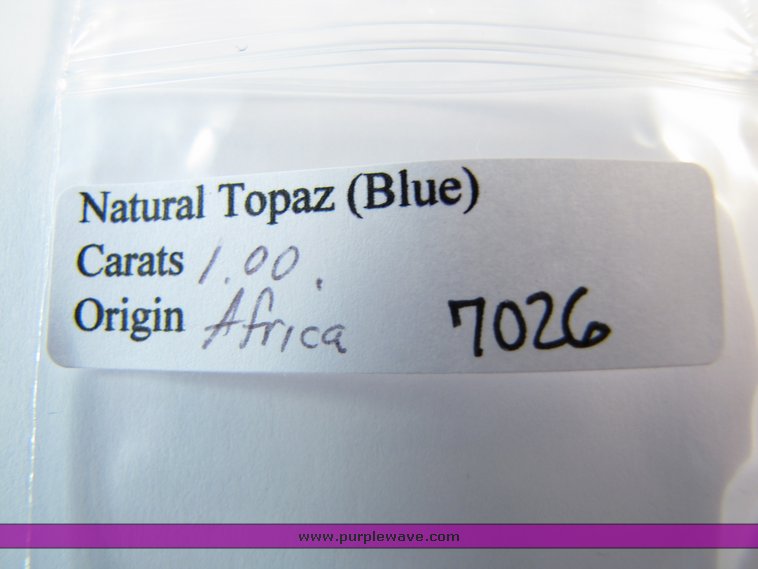 Natural Topaz (Blue)
Carats 1.00.
Origin Africa 7026
www.purplewave.com